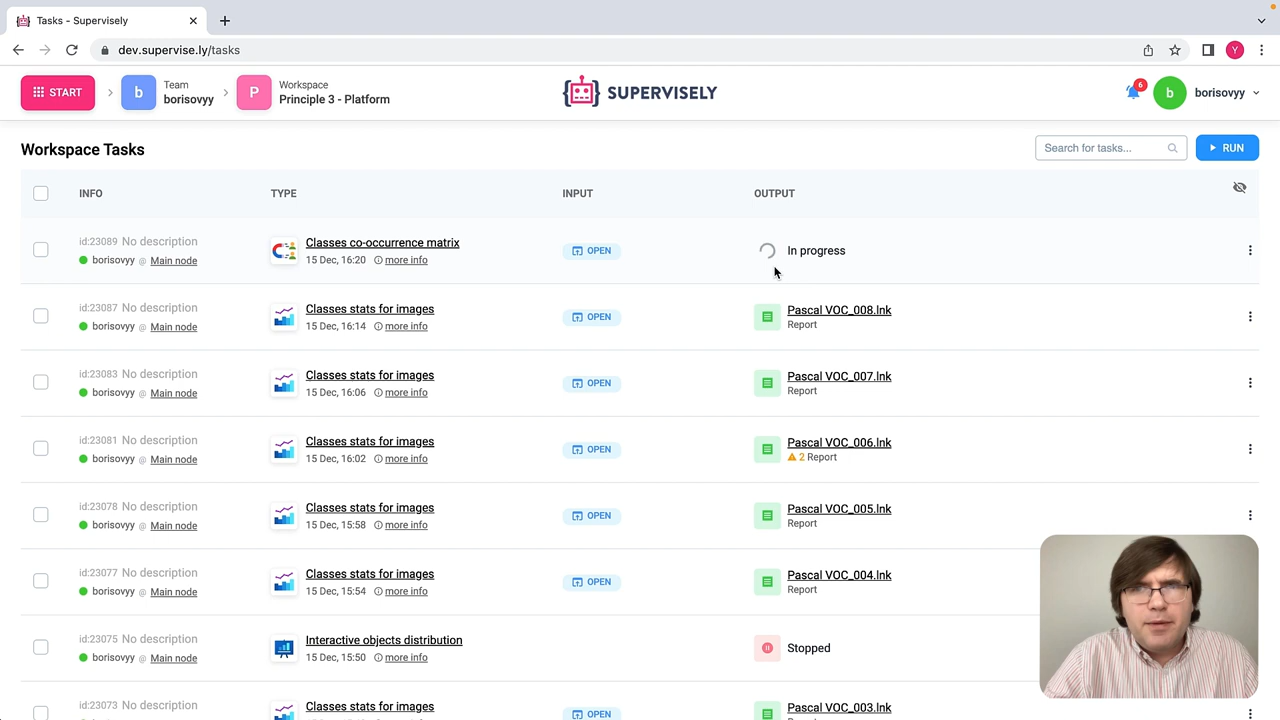 Tasks - Supervisely
dev.supervise.ly/tasks
Y
START
b
Team
borisovyy
P
Workspace
Principle 3 - Platform
SUPERVISELY
6
b
borisovyy
Workspace Tasks
Search for tasks...
RUN
INFO
TYPE
INPUT
OUTPUT
id:23089 No description
borisovyy @ Main node
Classes co-occurrence matrix
15 Dec, 16:20 more info
OPEN
In progress
id:23087 No description
borisovyy @ Main node
Classes stats for images
15 Dec, 16:14 more info
OPEN
Pascal VOC_008.lnk
Report
id:23083 No description
borisovyy @ Main node
Classes stats for images
15 Dec, 16:06 more info
OPEN
Pascal VOC_007.lnk
Report
id:23081 No description
borisovyy @ Main node
Classes stats for images
15 Dec, 16:02 more info
OPEN
Pascal VOC_006.lnk
2 Report
id:23078 No description
borisovyy @ Main node
Classes stats for images
15 Dec, 15:58 more info
OPEN
Pascal VOC_005.lnk
Report
id:23077 No description
borisovyy @ Main node
Classes stats for images
15 Dec, 15:54 more info
OPEN
Pascal VOC_004.lnk
Report
id:23075 No description
borisovyy @ Main node
Interactive objects distribution
15 Dec, 15:50 more info
Stopped
id:23073 No description
Classes stats for images
OPEN
Pascal VOC_003.lnk